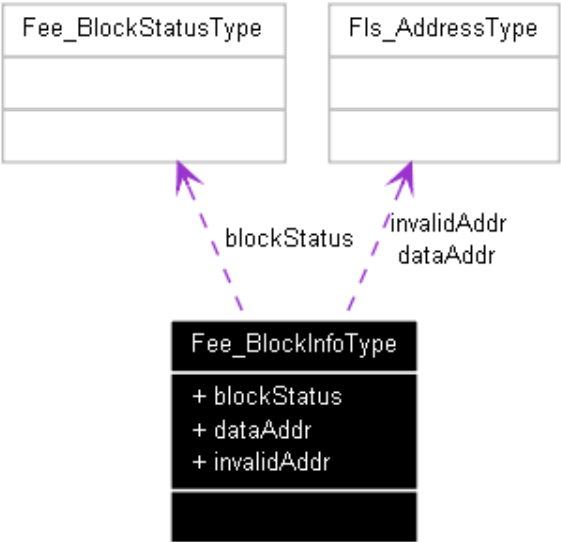 Fee_BlockStatusType
Fls_AddressType
blockStatus
invalidAddr
dataAddr
Fee_BlockInfoType
+ blockStatus
+ dataAddr
+ invalidAddr